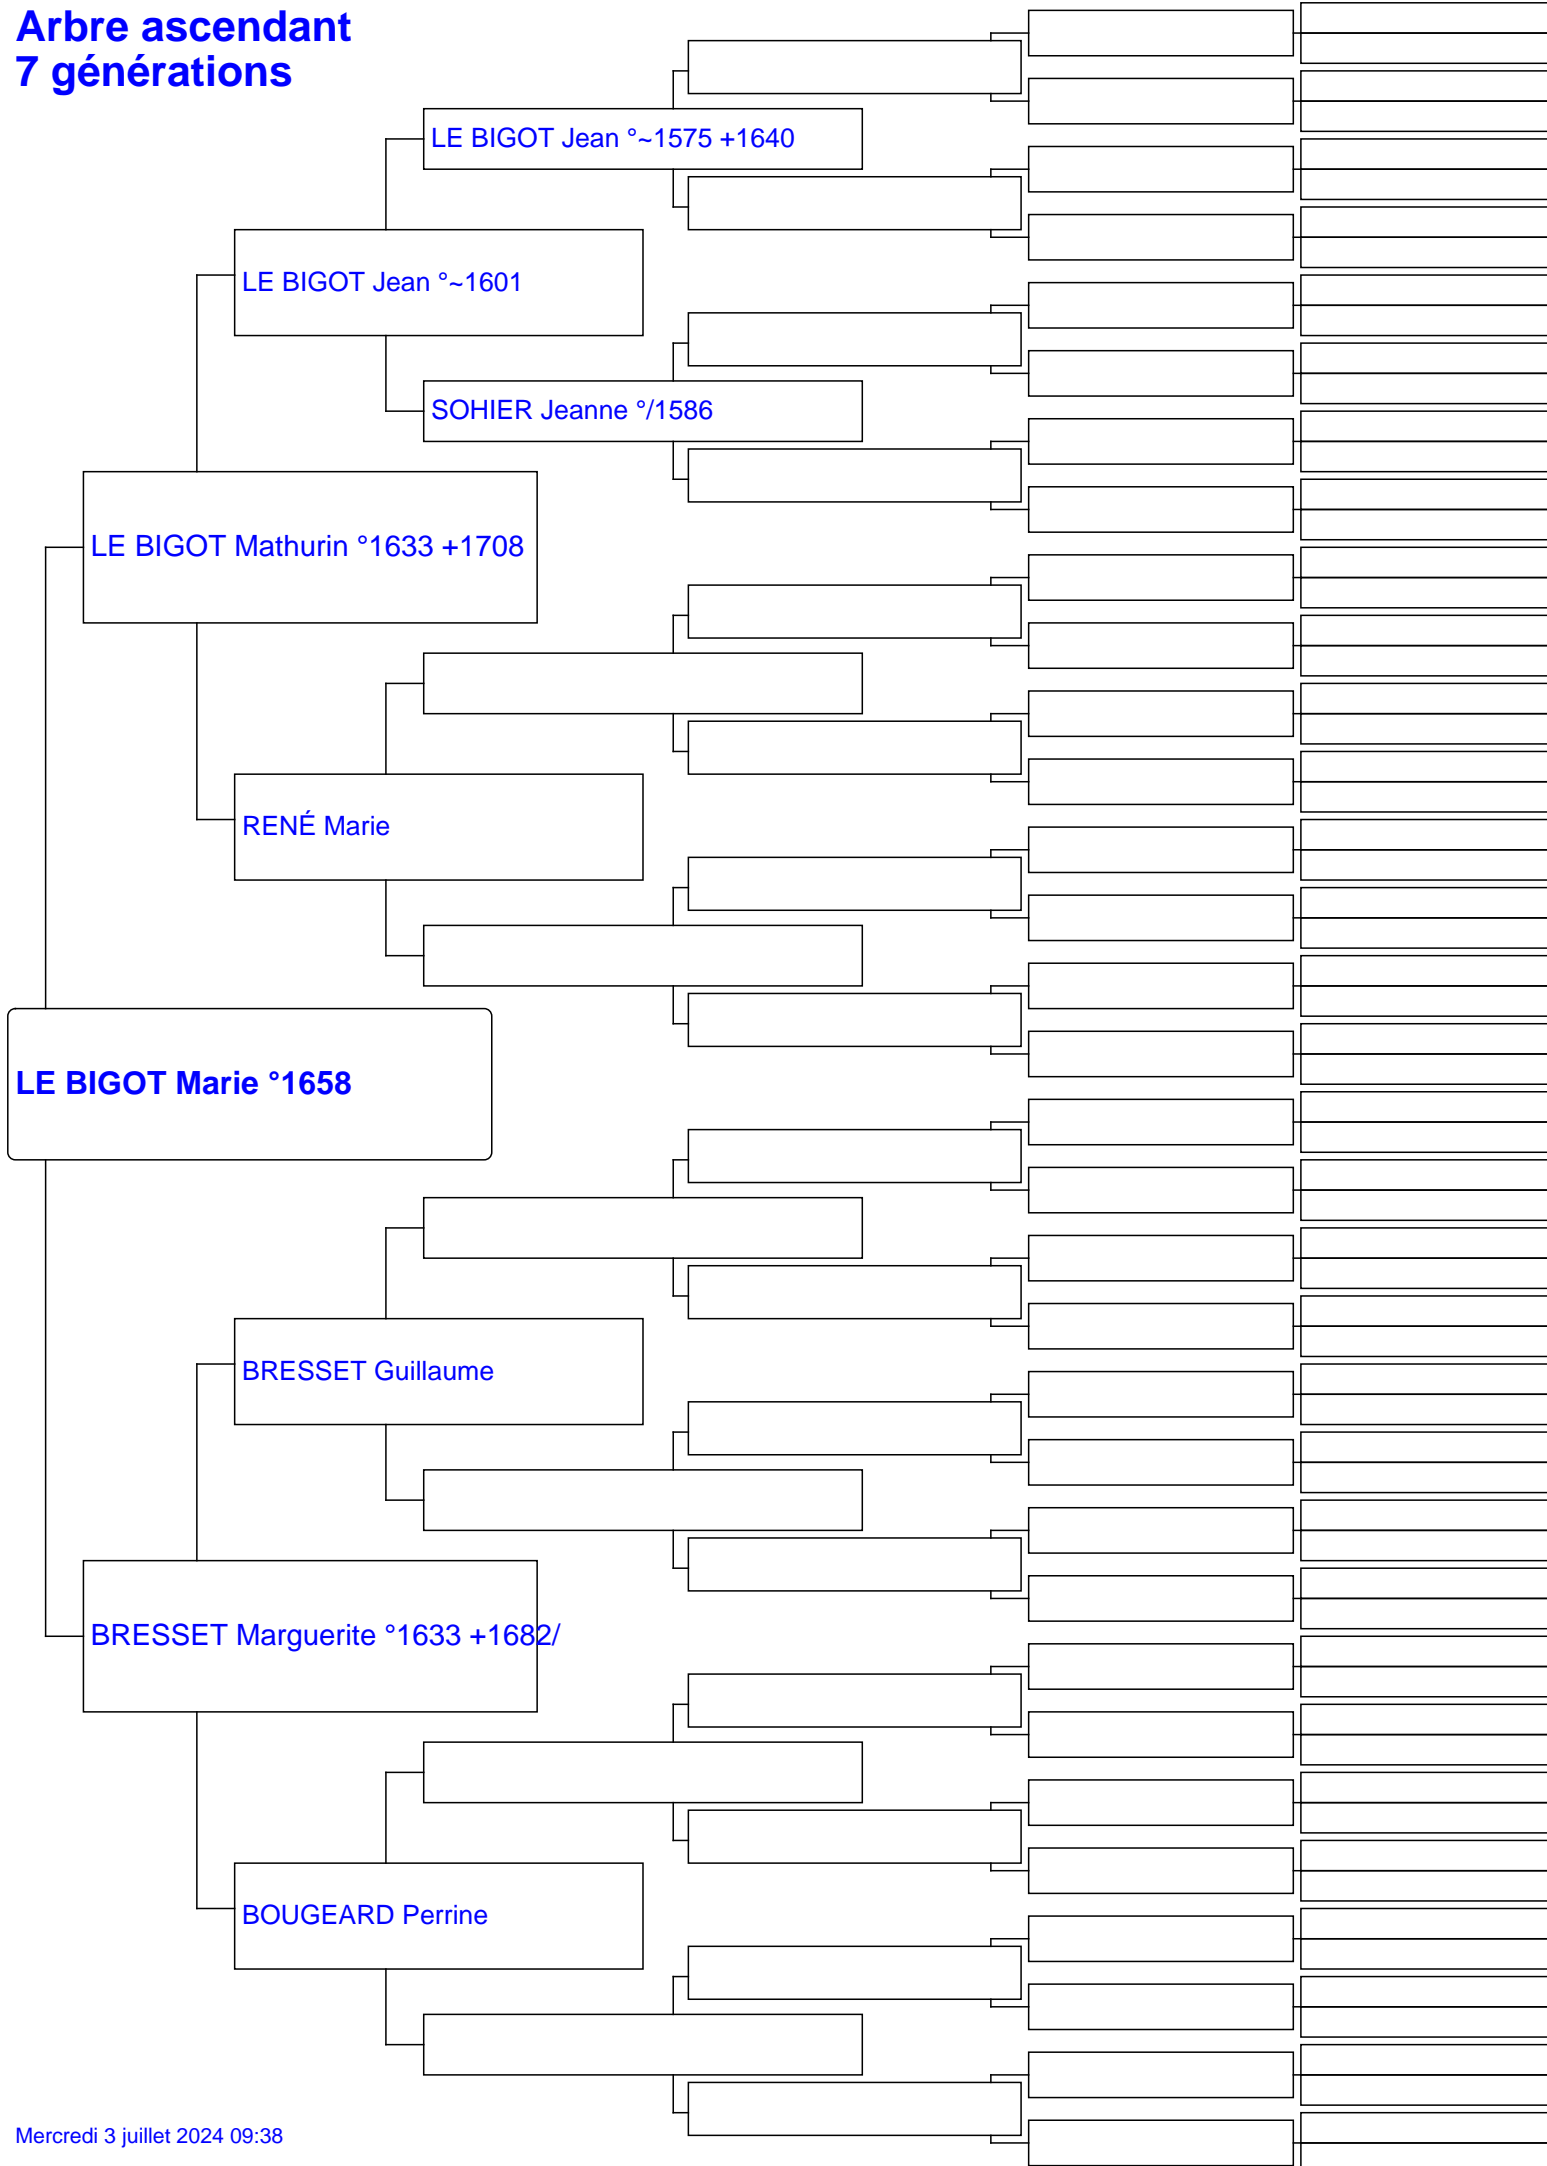 Arbre ascendant
7 générations
LE BIGOT Jean °~1575 +1640
LE BIGOT Jean °~1601
SOHIER Jeanne °/1586
LE BIGOT Mathurin °1633 +1708
RENÉ Marie
LE BIGOT Marie °1658
BRESSET Guillaume
BRESSET Marguerite °1633 +1682/
BOUGEARD Perrine
Mercredi 3 juillet 2024 09:38